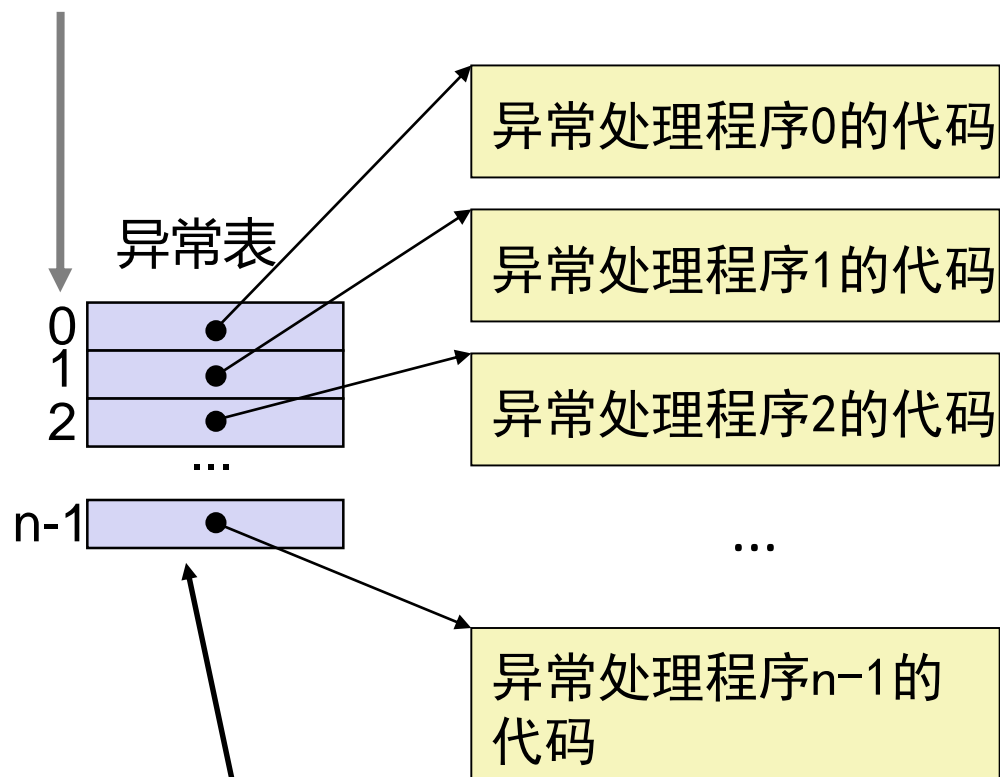 异常处理程序0的代码
异常表
异常处理程序1的代码
0
1
2
异常处理程序2的代码
...
n-1
...
异常处理程序n-1的
代码